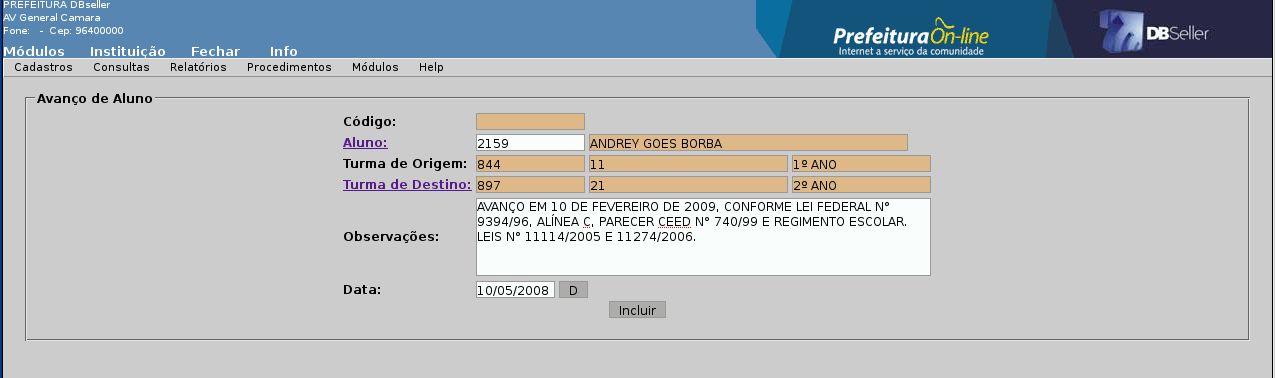 PREFEITURA DBseller
AV General Camara
Fone:   - Cep: 96400000
Módulos Instituição Fechar Info
Prefeitura On-line
Internet a serviço da comunidade
DBSeller
Cadastros Consultas Relatórios Procedimentos Módulos Help
Avanço de Aluno
Código:
Aluno: 2159 ANDREY GOES BORBA
Turma de Origem: 844 11 1º ANO
Turma de Destino: 897 21 2º ANO
Observações:
AVANÇO EM 10 DE FEVEREIRO DE 2009, CONFORME LEI FEDERAL N°
9394/96, ALÍNEA C, PARECER CEED N° 740/99 E REGIMENTO ESCOLAR.
LEIS N° 11114/2005 E 11274/2006.
Data: 10/05/2008 D
Incluir